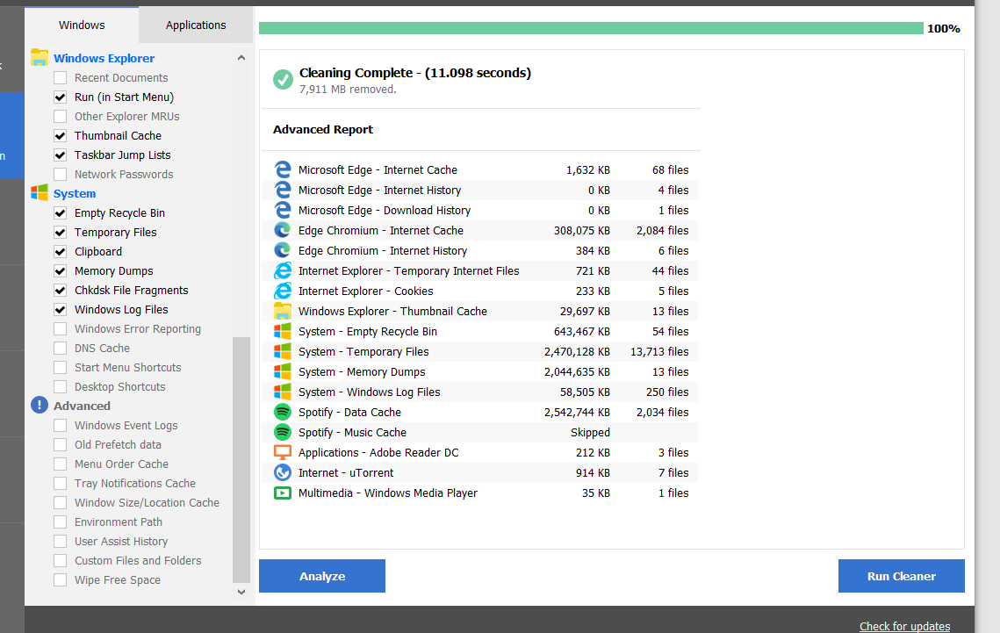 Windows
Applications
100%
Windows Explorer
Recent Documents
Run (in Start Menu)
Other Explorer MRUs
Thumbnail Cache
Taskbar Jump Lists
Network Passwords
System
Empty Recycle Bin
Temporary Files
Clipboard
Memory Dumps
Chkdsk File Fragments
Windows Log Files
Windows Error Reporting
DNS Cache
Start Menu Shortcuts
Desktop Shortcuts
Advanced
Windows Event Logs
Old Prefetch data
Menu Order Cache
Tray Notifications Cache
Window Size/Location Cache
Environment Path
User Assist History
Custom Files and Folders
Wipe Free Space
Cleaning Complete - (11.098 seconds)
7,911 MB removed.
Advanced Report
Microsoft Edge - Internet Cache 1,632 KB 68 files
Microsoft Edge - Internet History 0 KB 4 files
Microsoft Edge - Download History 0 KB 1 files
Edge Chromium - Internet Cache 308,075 KB 2,084 files
Edge Chromium - Internet History 384 KB 6 files
Internet Explorer - Temporary Internet Files 721 KB 44 files
Internet Explorer - Cookies 233 KB 5 files
Windows Explorer - Thumbnail Cache 29,697 KB 13 files
System - Empty Recycle Bin 643,467 KB 54 files
System - Temporary Files 2,470,128 KB 13,713 files
System - Memory Dumps 2,044,635 KB 13 files
System - Windows Log Files 58,505 KB 250 files
Spotify - Data Cache 2,542,744 KB 2,034 files
Spotify - Music Cache Skipped
Applications - Adobe Reader DC 212 KB 3 files
Internet - uTorrent 914 KB 7 files
Multimedia - Windows Media Player 35 KB 1 files
Analyze
Run Cleaner
Check for updates